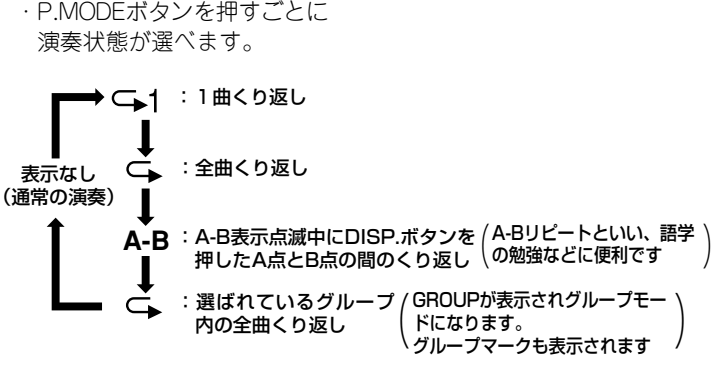 ・P.MODEボタンを押すごとに
演奏状態が選べます。
1 ：１曲くり返し
表示なし
（通常の演奏）
：全曲くり返し
A-B ：A-B表示点滅中にDISP.ボタンを
押したA点とB点の間のくり返し
（A-Bリピートといい、語学
の勉強などに便利です）
：選ばれているグループ
内の全曲くり返し
（GROUPが表示されグループモー
ドになります。
グループマークも表示されます）